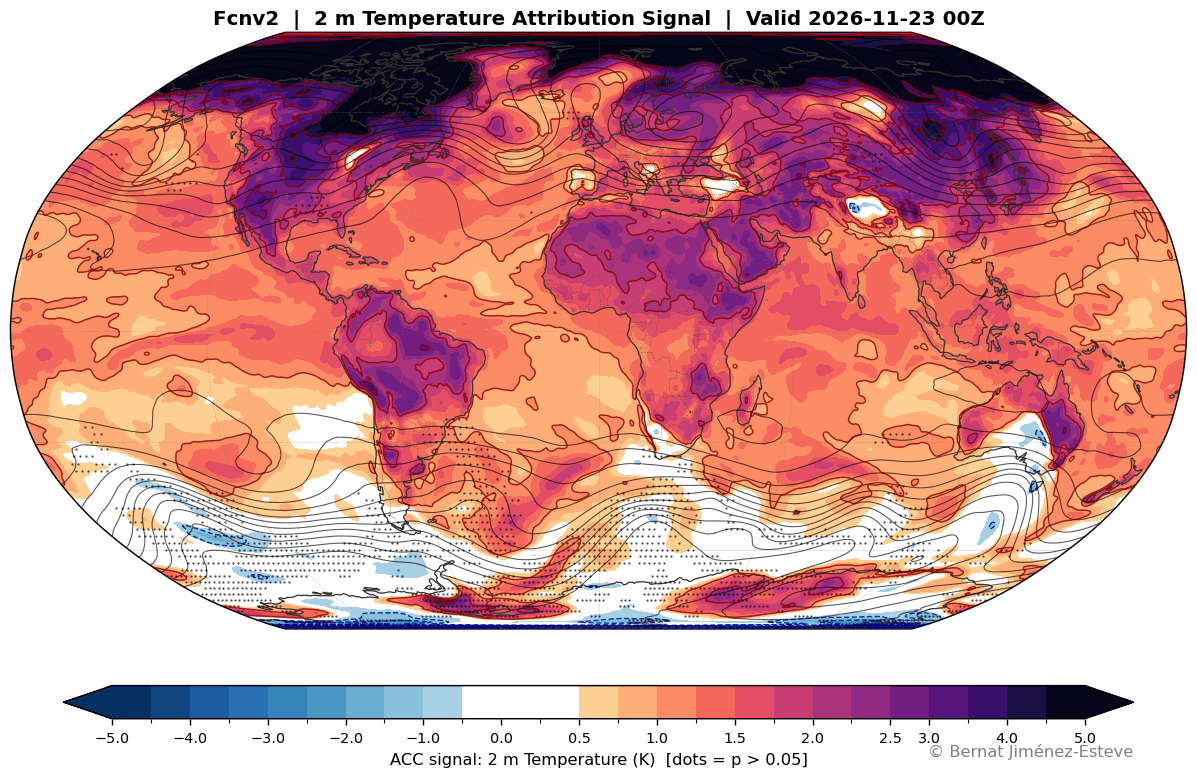 Fcnv2 | 2 m Temperature Attribution Signal | Valid 2026-11-23 00Z
−5.0 −4.0 −3.0 −2.0 −1.0 0.0 0.5 1.0 1.5 2.0 2.5 3.0 4.0 5.0
© Bernat Jiménez-Esteve
ACC signal: 2 m Temperature (K) [dots = p > 0.05]